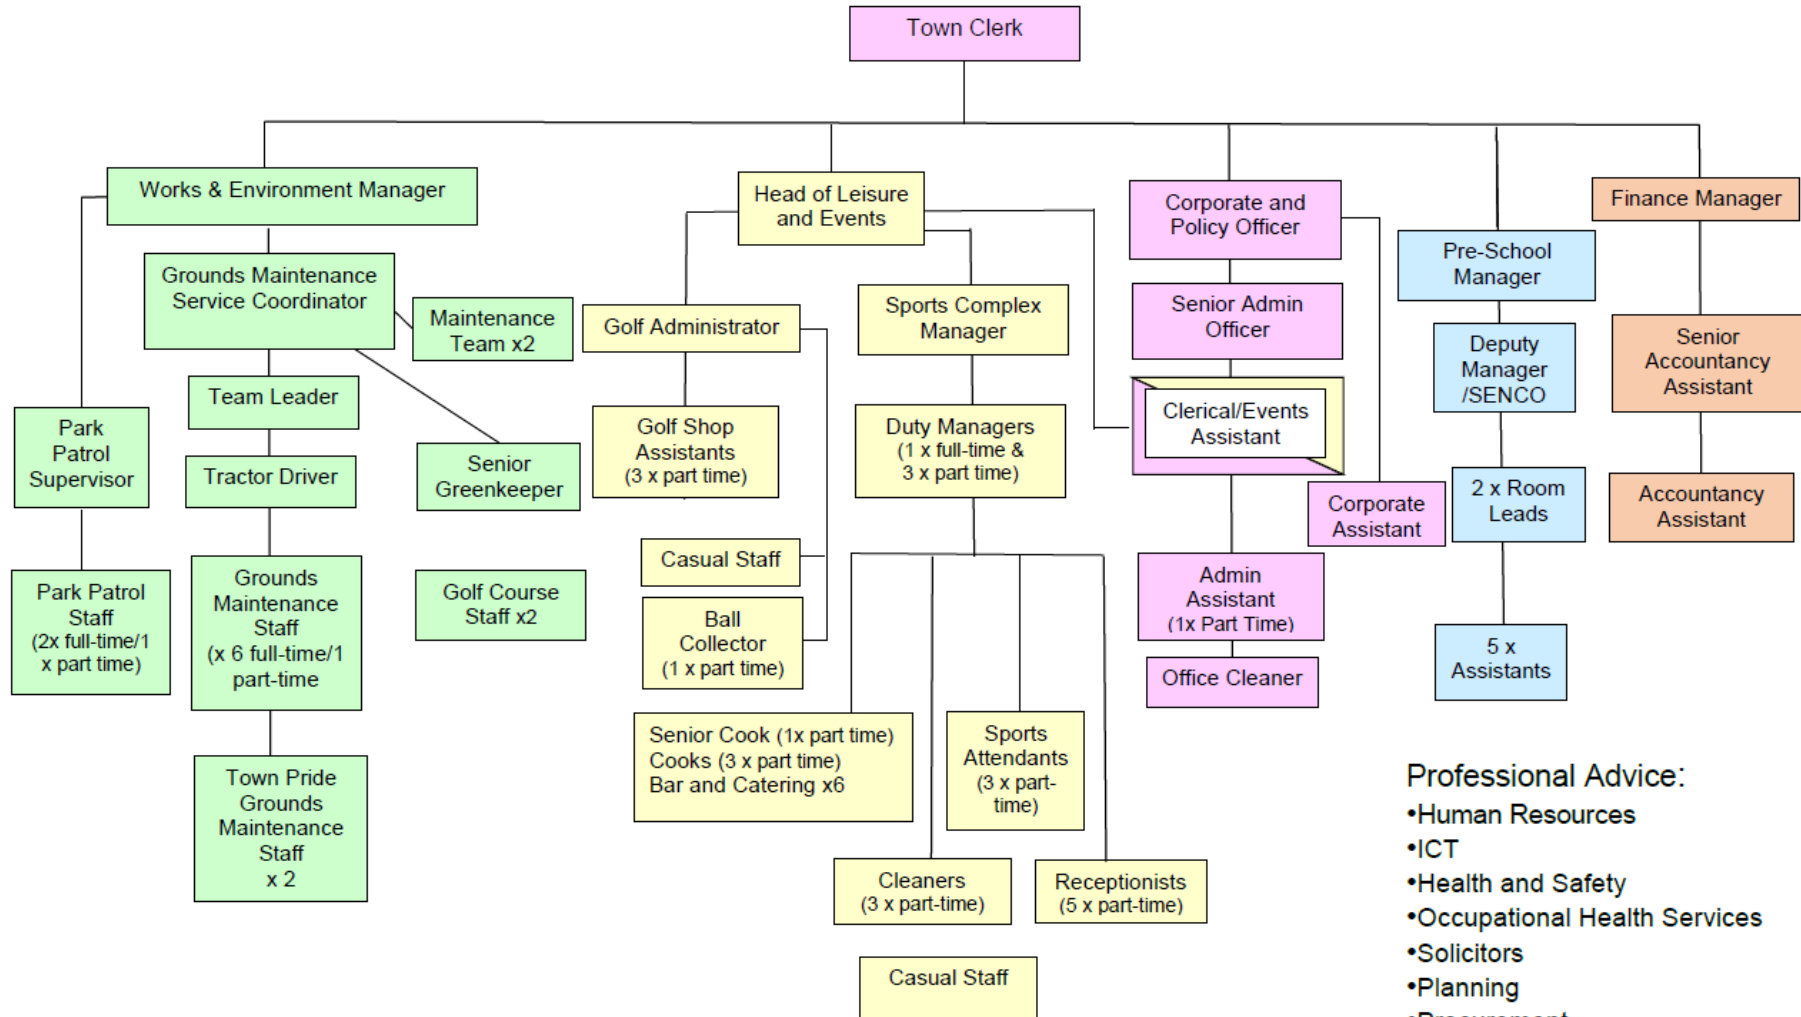 Town Clerk
Works & Environment Manager
Head of Leisure
and Events
Corporate and
Policy Officer
Finance Manager
Pre-School
Manager
Grounds Maintenance
Service Coordinator
Maintenance
Team x2
Golf Administrator
Sports Complex
Manager
Senior Admin
Officer
Deputy
Manager
/SENCO
Senior
Accountancy
Assistant
Team Leader
Park
Patrol
Supervisor
Tractor Driver
Senior
Greenkeeper
Golf Shop
Assistants
(3 x part time)
Duty Managers
(1 x full-time &
3 x part time)
Clerical/Events
Assistant
Corporate
Assistant
2 x Room
Leads
Accountancy
Assistant
Park Patrol
Staff
(2x full-time/1
x part time)
Grounds
Maintenance
Staff
(x 6 full-time/1
part-time
Golf Course
Staff x2
Casual Staff
Ball
Collector
(1 x part time)
Admin
Assistant
(1x Part Time)
Office Cleaner
5 x
Assistants
Town Pride
Grounds
Maintenance
Staff
x 2
Senior Cook (1x part time)
Cooks (3 x part time)
Bar and Catering x6
Sports
Attendants
(3 x part-
time)
Cleaners
(3 x part-time)
Receptionists
(5 x part-time)
Casual Staff
Professional Advice:
•Human Resources
•ICT
•Health and Safety
•Occupational Health Services
•Solicitors
•Planning
•Procurement